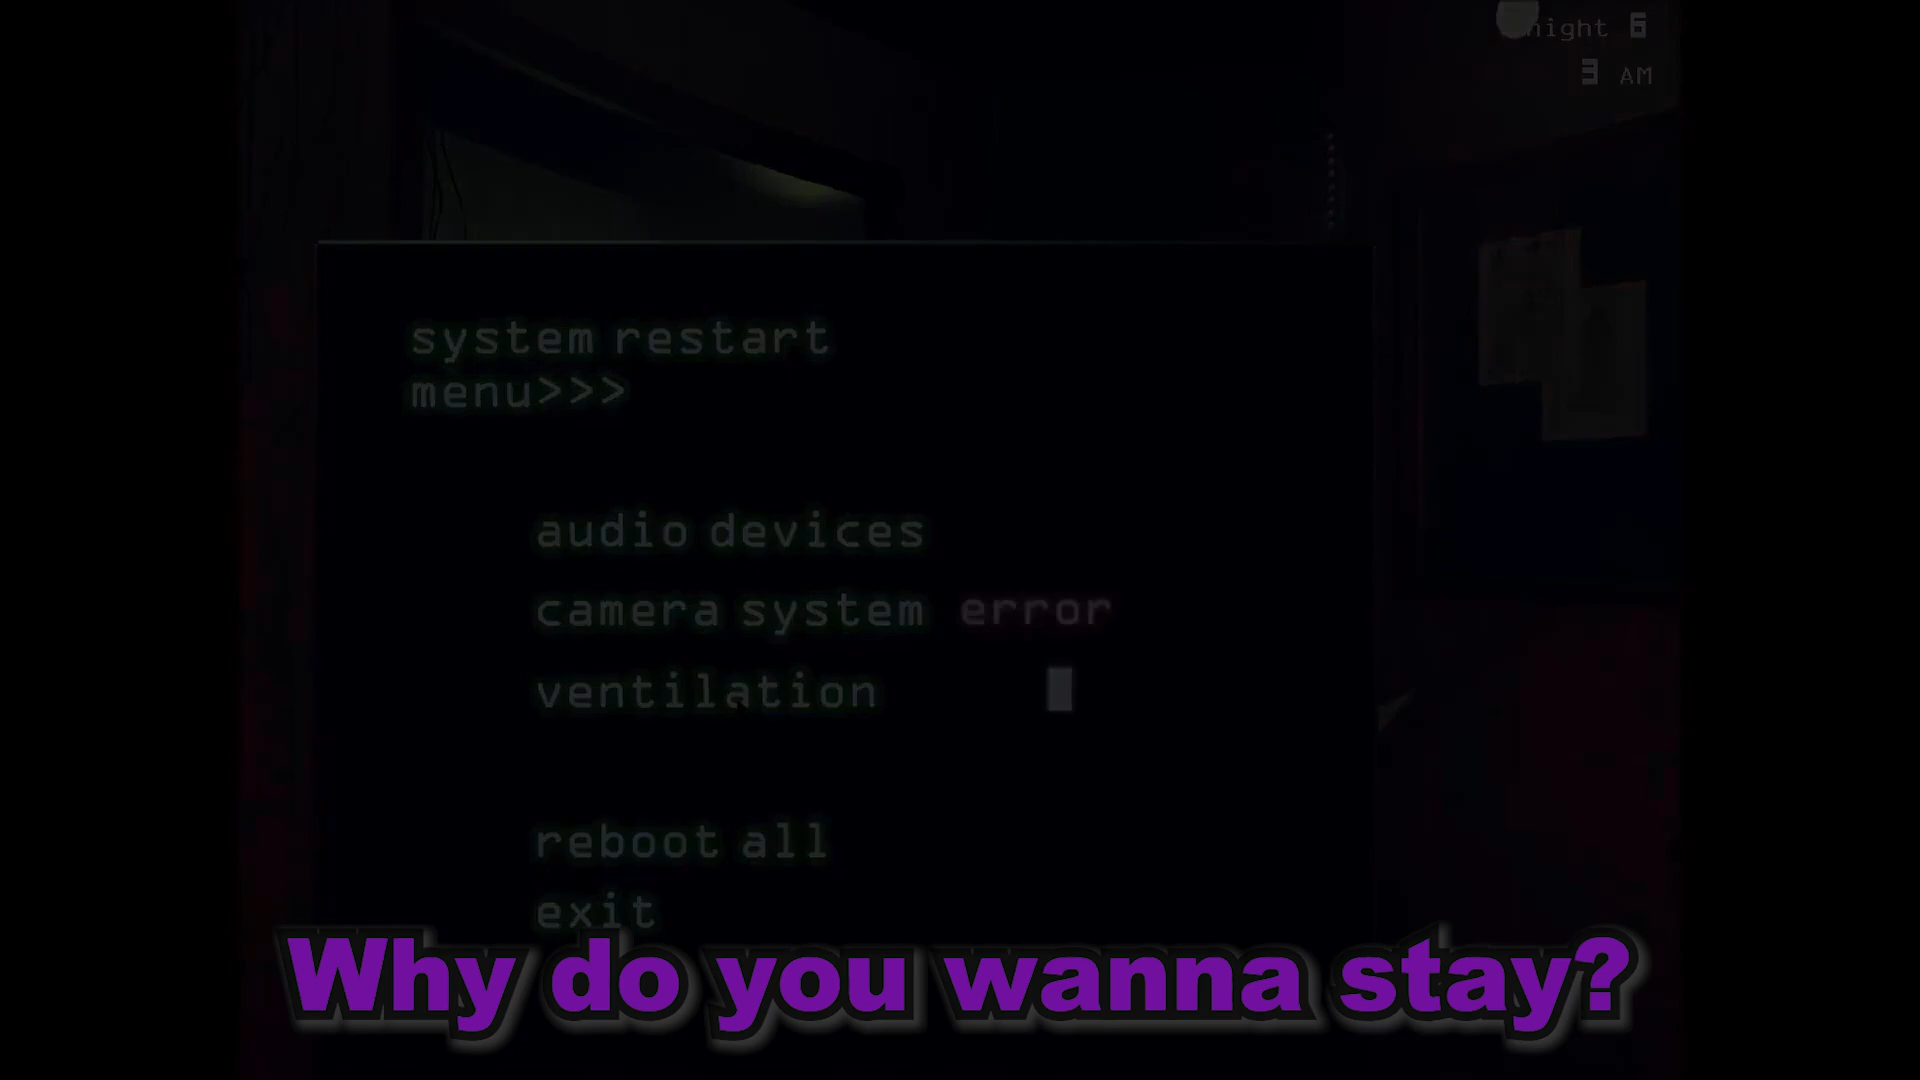 night 6
3 AM
system restart
menu>>>
audio devices
camera system error
ventilation
reboot all
exit
Why do you wanna stay?